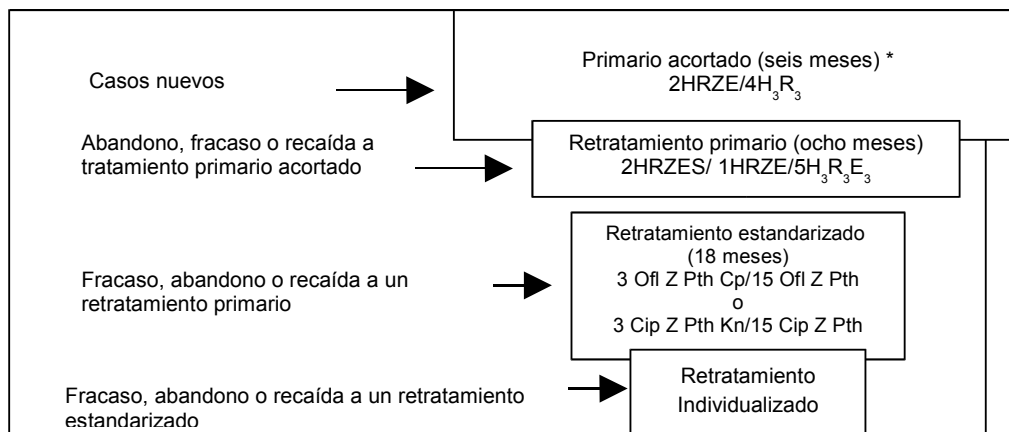 Casos nuevos
Primario acortado (seis meses) *
2HRZE/4H₃R₃
Abandono, fracaso o recaída a
tratamiento primario acortado
Retratamiento primario (ocho meses)
2HRZES/ 1HRZE/5H₃R₃E₃
Fracaso, abandono o recaída a un
retratamiento primario
Retratamiento estandarizado
(18 meses)
3 Ofl Z Pth Cp/15 Ofl Z Pth
o
3 Cip Z Pth Kn/15 Cip Z Pth
Fracaso, abandono o recaída a un retratamiento
estandarizado
Retratamiento
Individualizado